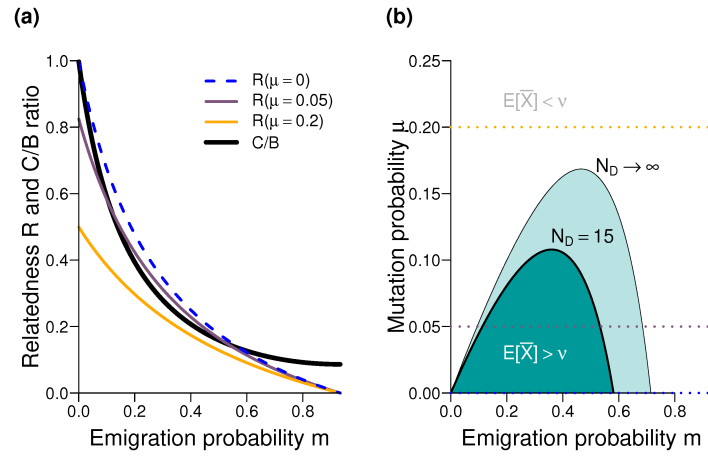 (a)
Relatedness R and C/B ratio
1.0
0.8
0.6
0.4
0.2
0.0
R(μ = 0)
R(μ = 0.05)
R(μ = 0.2)
C/B
0.0 0.2 0.4 0.6 0.8
Emigration probability m
(b)
Mutation probability μ
0.25
0.20
0.15
0.10
0.05
0.00
E[X̅] < ν
N_D → ∞
N_D = 15
E[X̅] > ν
0.0 0.2 0.4 0.6 0.8
Emigration probability m